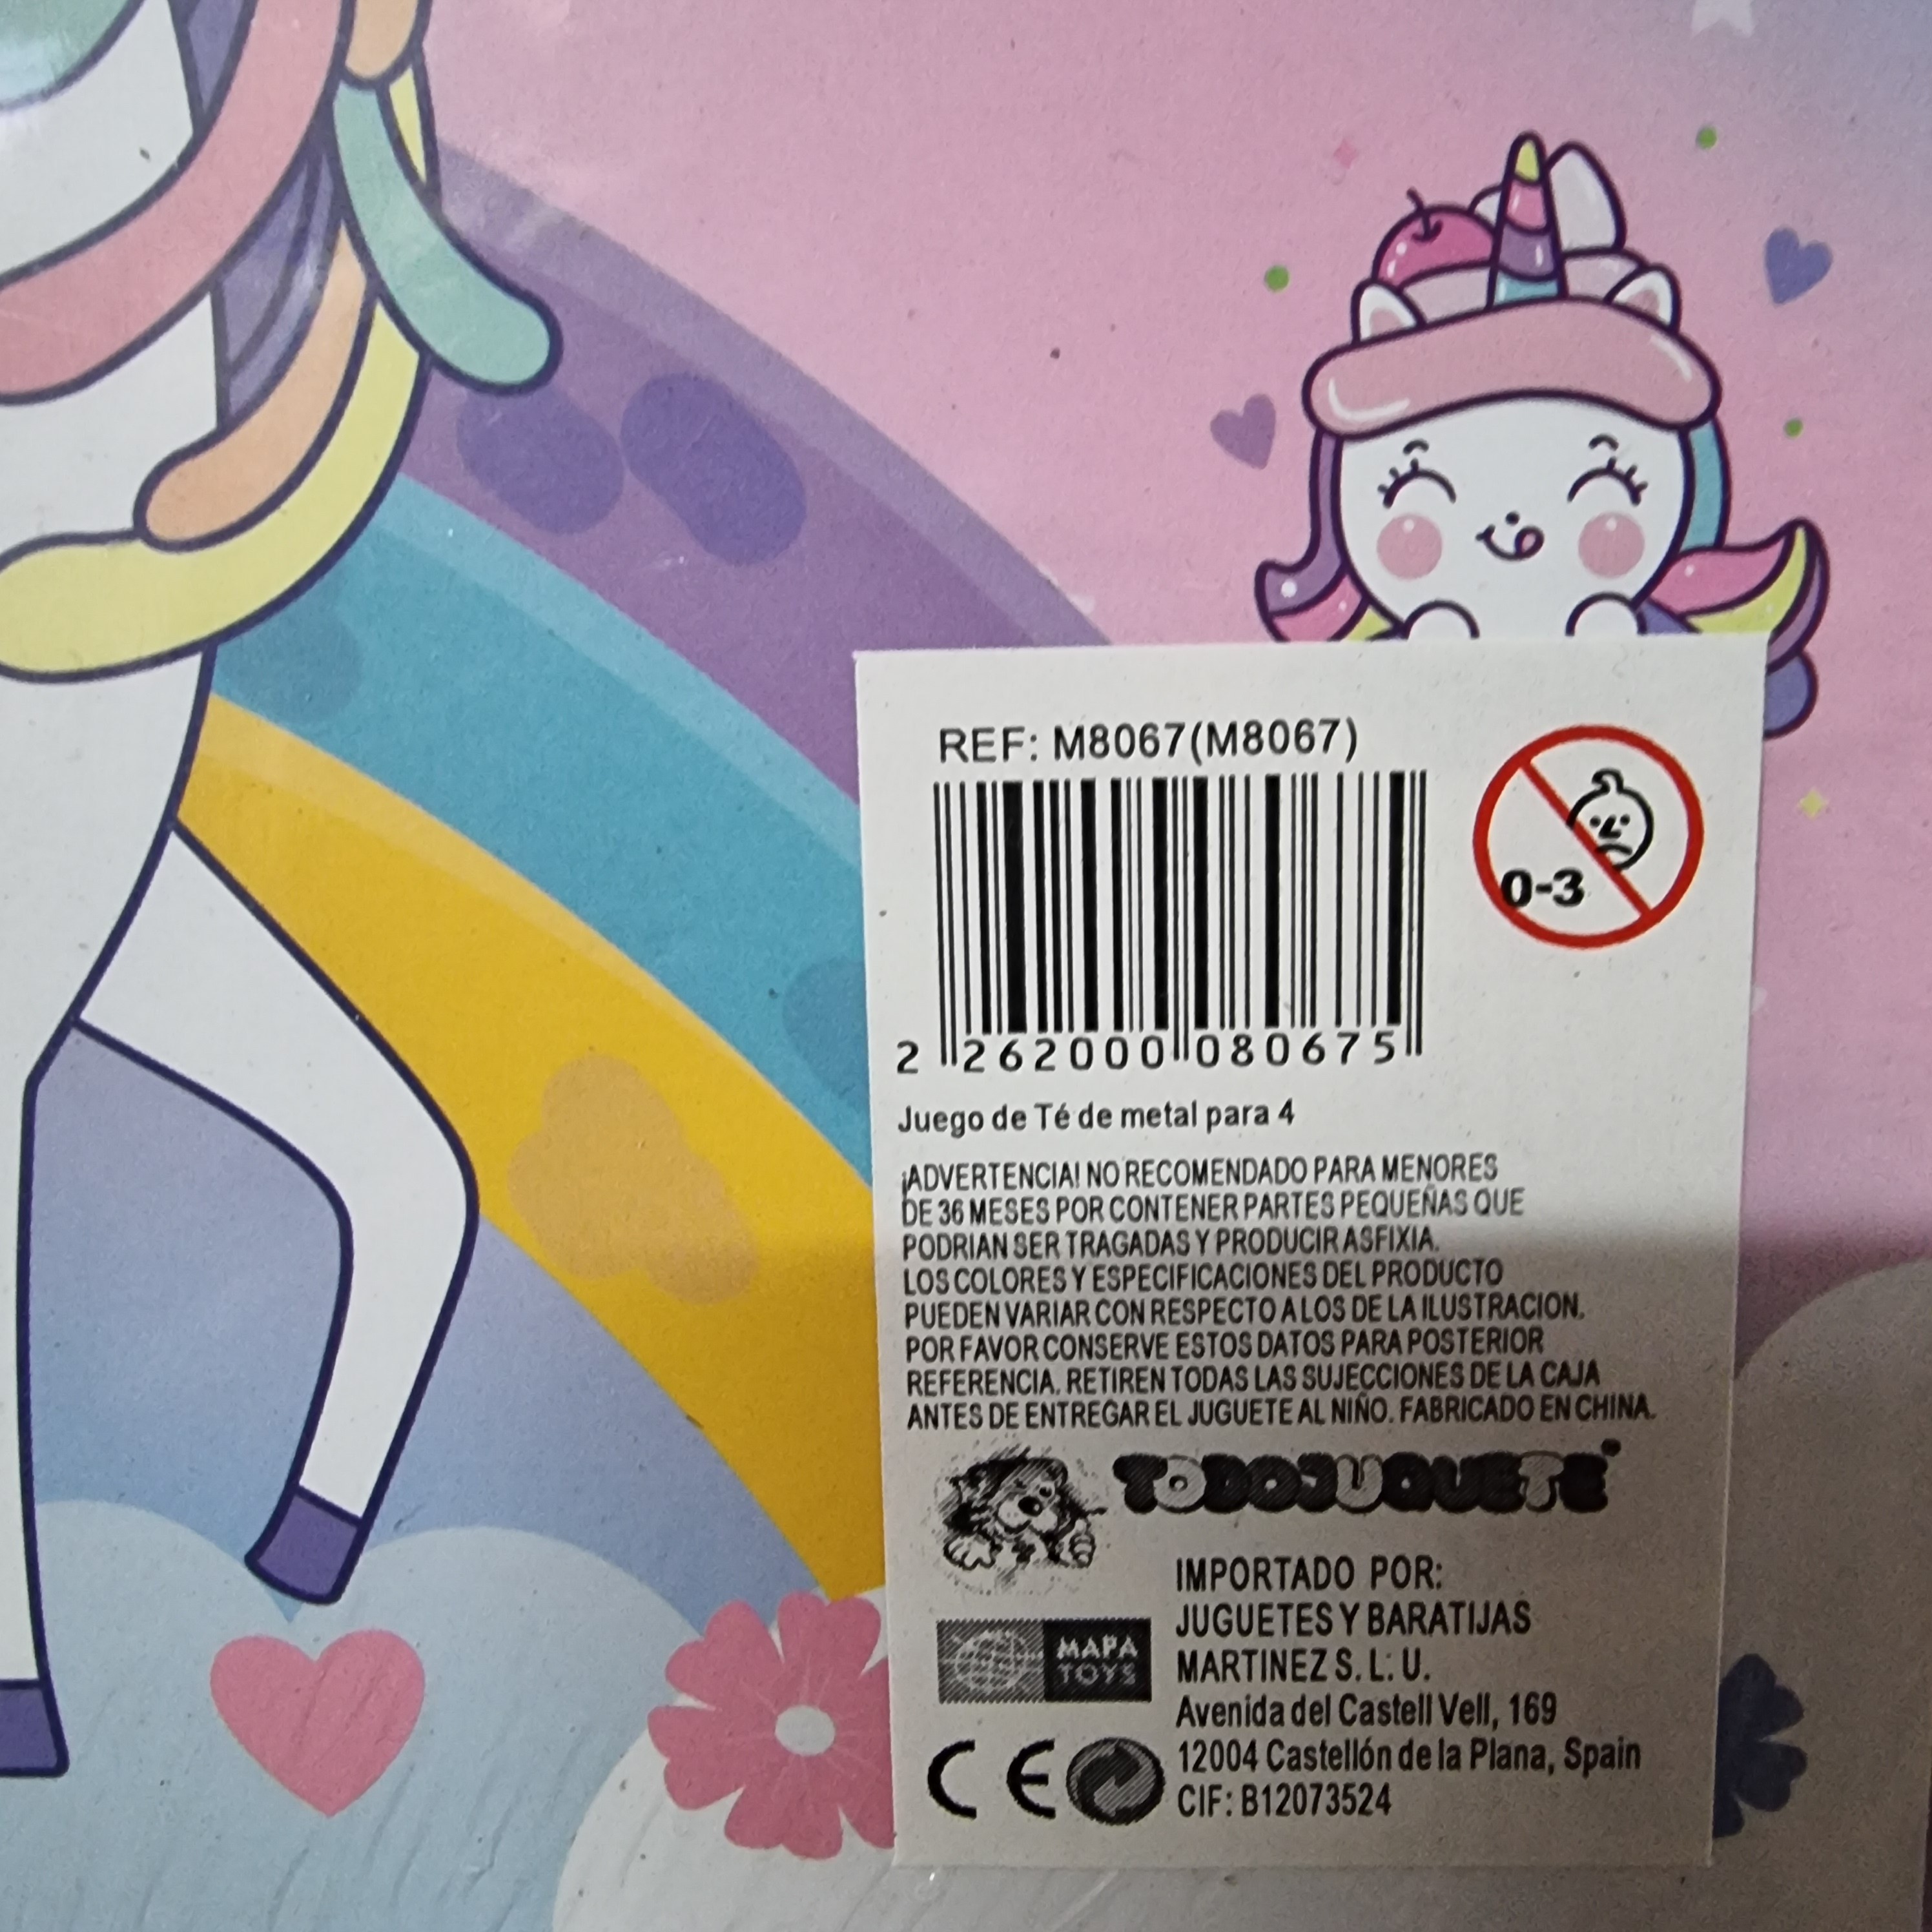 REF: M8067(M8067)
0-3
2 262000 080675
Juego de Té de metal para 4
¡ADVERTENCIA! NO RECOMENDADO PARA MENORES
DE 36 MESES POR CONTENER PARTES PEQUEÑAS QUE
PODRIAN SER TRAGADAS Y PRODUCIR ASFIXIA.
LOS COLORES Y ESPECIFICACIONES DEL PRODUCTO
PUEDEN VARIAR CON RESPECTO A LOS DE LA ILUSTRACION.
POR FAVOR CONSERVE ESTOS DATOS PARA POSTERIOR
REFERENCIA. RETIREN TODAS LAS SUJECCIONES DE LA CAJA
ANTES DE ENTREGAR EL JUGUETE AL NIÑO. FABRICADO EN CHINA.
TODOJUQUETE
IMPORTADO POR:
JUGUETES Y BARATIJAS
MARTINEZ S. L. U.
MAPA
TOYS
Avenida del Castell Vell, 169
12004 Castellón de la Plana, Spain
CIF: B12073524
CE